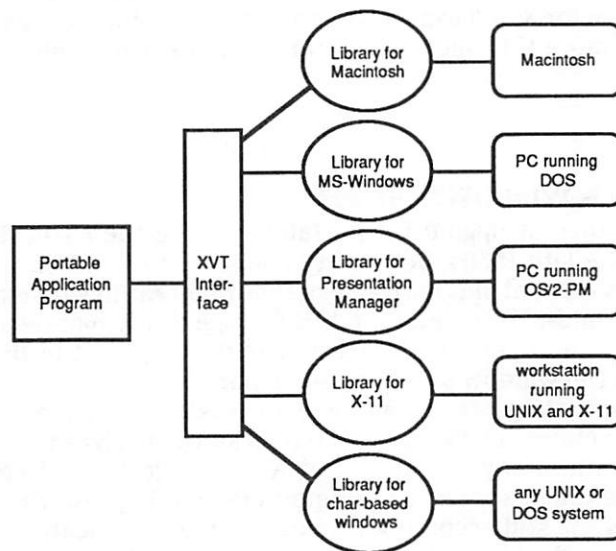 Library for
Macintosh
Macintosh
Library for
MS-Windows
PC running
DOS
Portable
Application
Program
XVT
Inter-
face
Library for
Presentation
Manager
PC running
OS/2-PM
Library for
X-11
workstation
running
UNIX and X-11
Library for
char-based
windows
any UNIX or
DOS system